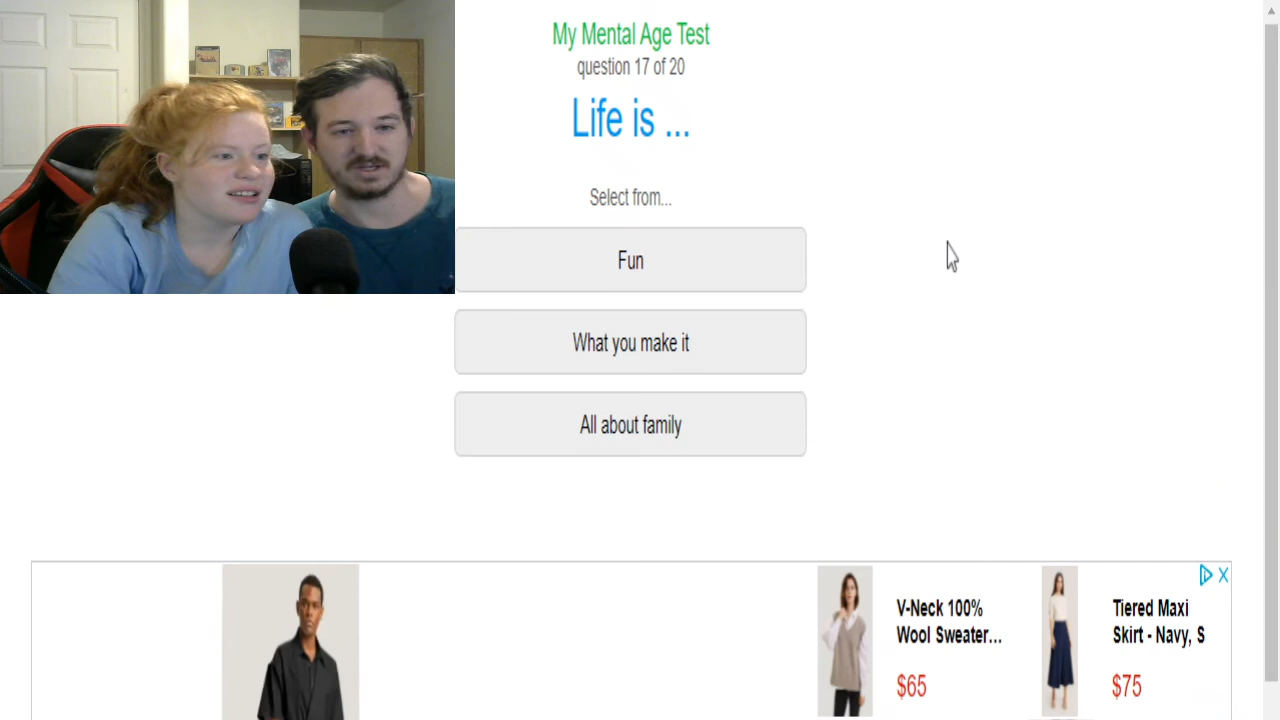 My Mental Age Test
question 17 of 20
Life is ...
Select from...
Fun
What you make it
All about family
V-Neck 100%
Wool Sweater...
$65
Tiered Maxi
Skirt - Navy, S
$75